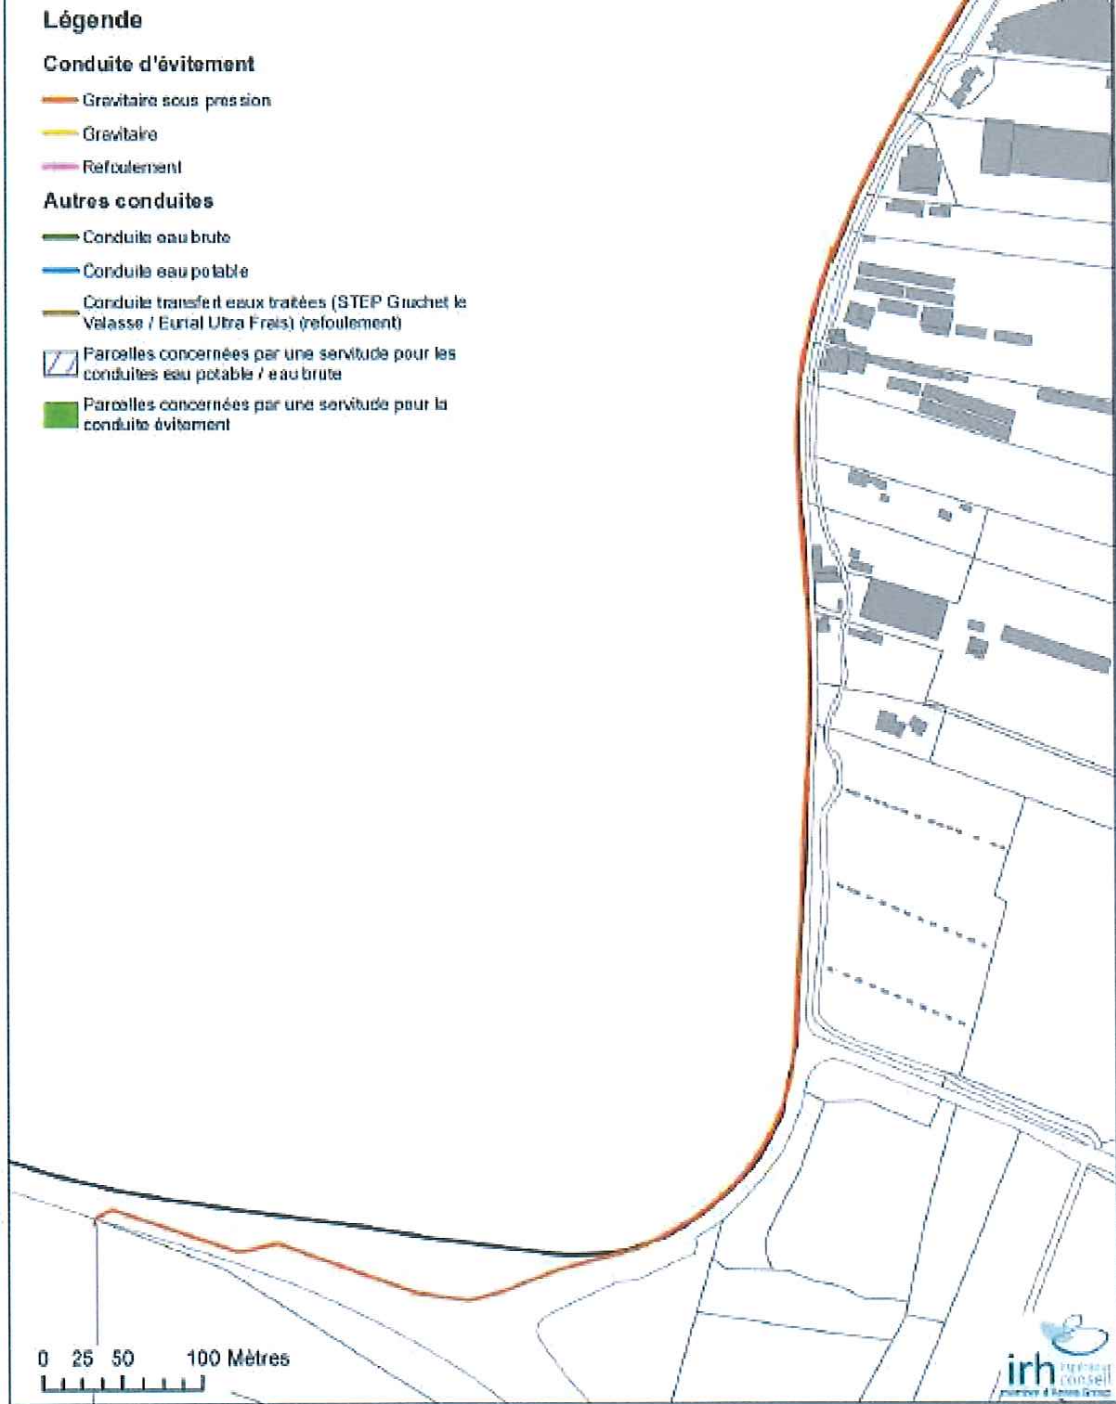 Légende
Conduite d'évitement
Gravitaire sous pression
Gravitaire
Refoulement
Autres conduites
Conduite eau brute
Conduite eau potable
Conduite transfert eaux traitées (STEP Gruchet le
Valasse / Eurial Ultra Frais) (refoulement)
Parcelles concernées par une servitude pour les
conduites eau potable / eau brute
Parcelles concernées par une servitude pour la
conduite évitement
0 25 50 100 Mètres
irh
conseil